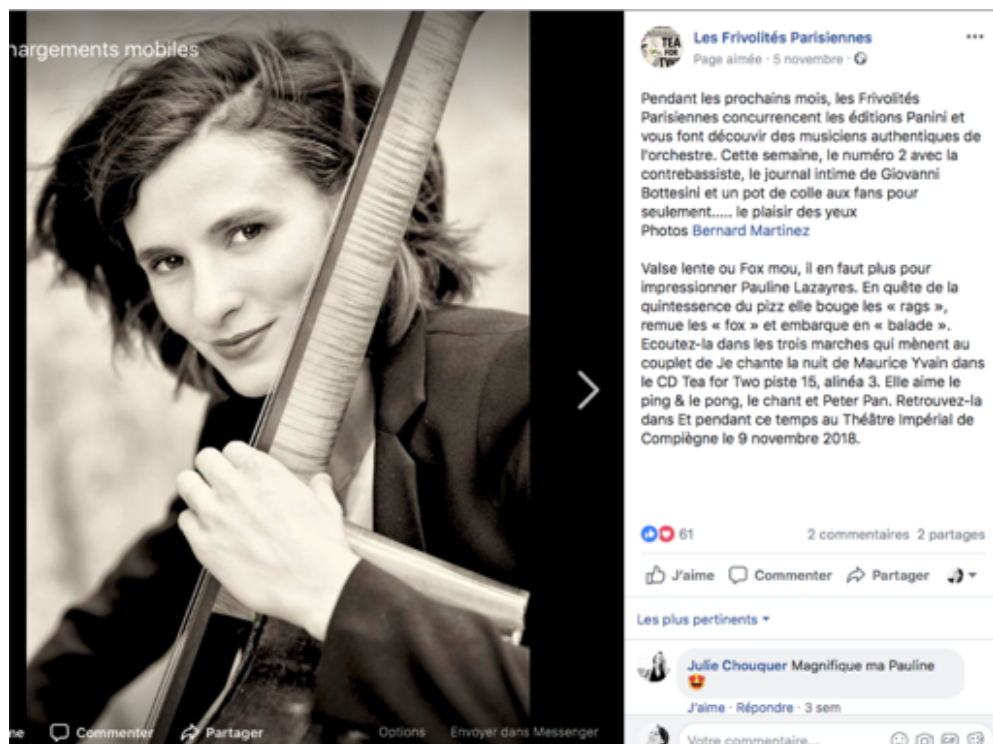 hargements mobiles
Les Frivolités Parisiennes
Page aimée · 5 novembre ·
Pendant les prochains mois, les Frivolités
Parisiennes concurrencent les éditions Panini et
vous font découvir des musiciens authentiques de
l'orchestre. Cette semaine, le numéro 2 avec la
contrebassiste, le journal intime de Giovanni
Bottesini et un pot de colle aux fans pour
seulement..... le plaisir des yeux
Photos Bernard Martinez
Valse lente ou Fox mou, il en faut plus pour
impressionner Pauline Lazayres. En quête de la
quintessence du pizz elle bouge les « rags »,
remue les « fox » et embarque en « balade ».
Ecoutez-la dans les trois marches qui mènent au
couplet de Je chante la nuit de Maurice Yvain dans
le CD Tea for Two piste 15, alinéa 3. Elle aime le
ping & le pong, le chant et Peter Pan. Retrouvez-la
dans Et pendant ce temps au Théâtre Impérial de
Compiègne le 9 novembre 2018.
61 2 commentaires 2 partages
J'aime Commenter Partager
Les plus pertinents
Julie Chouquer Magnifique ma Pauline
😍
J'aime · Répondre · 3 sem
Votre commentaire...
me Commenter Partager Options Envoyer dans Messenger
TEA
FOR
TWO